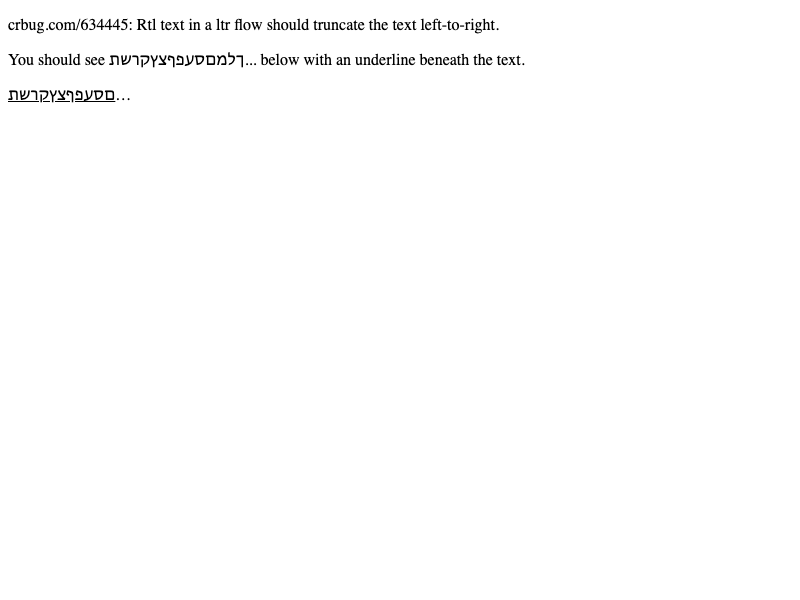 crbug.com/634445: Rtl text in a ltr flow should truncate the text left-to-right.
You should see ךלמםסעפףצץקרשת... below with an underline beneath the text.
םסעפףצץקרשת…